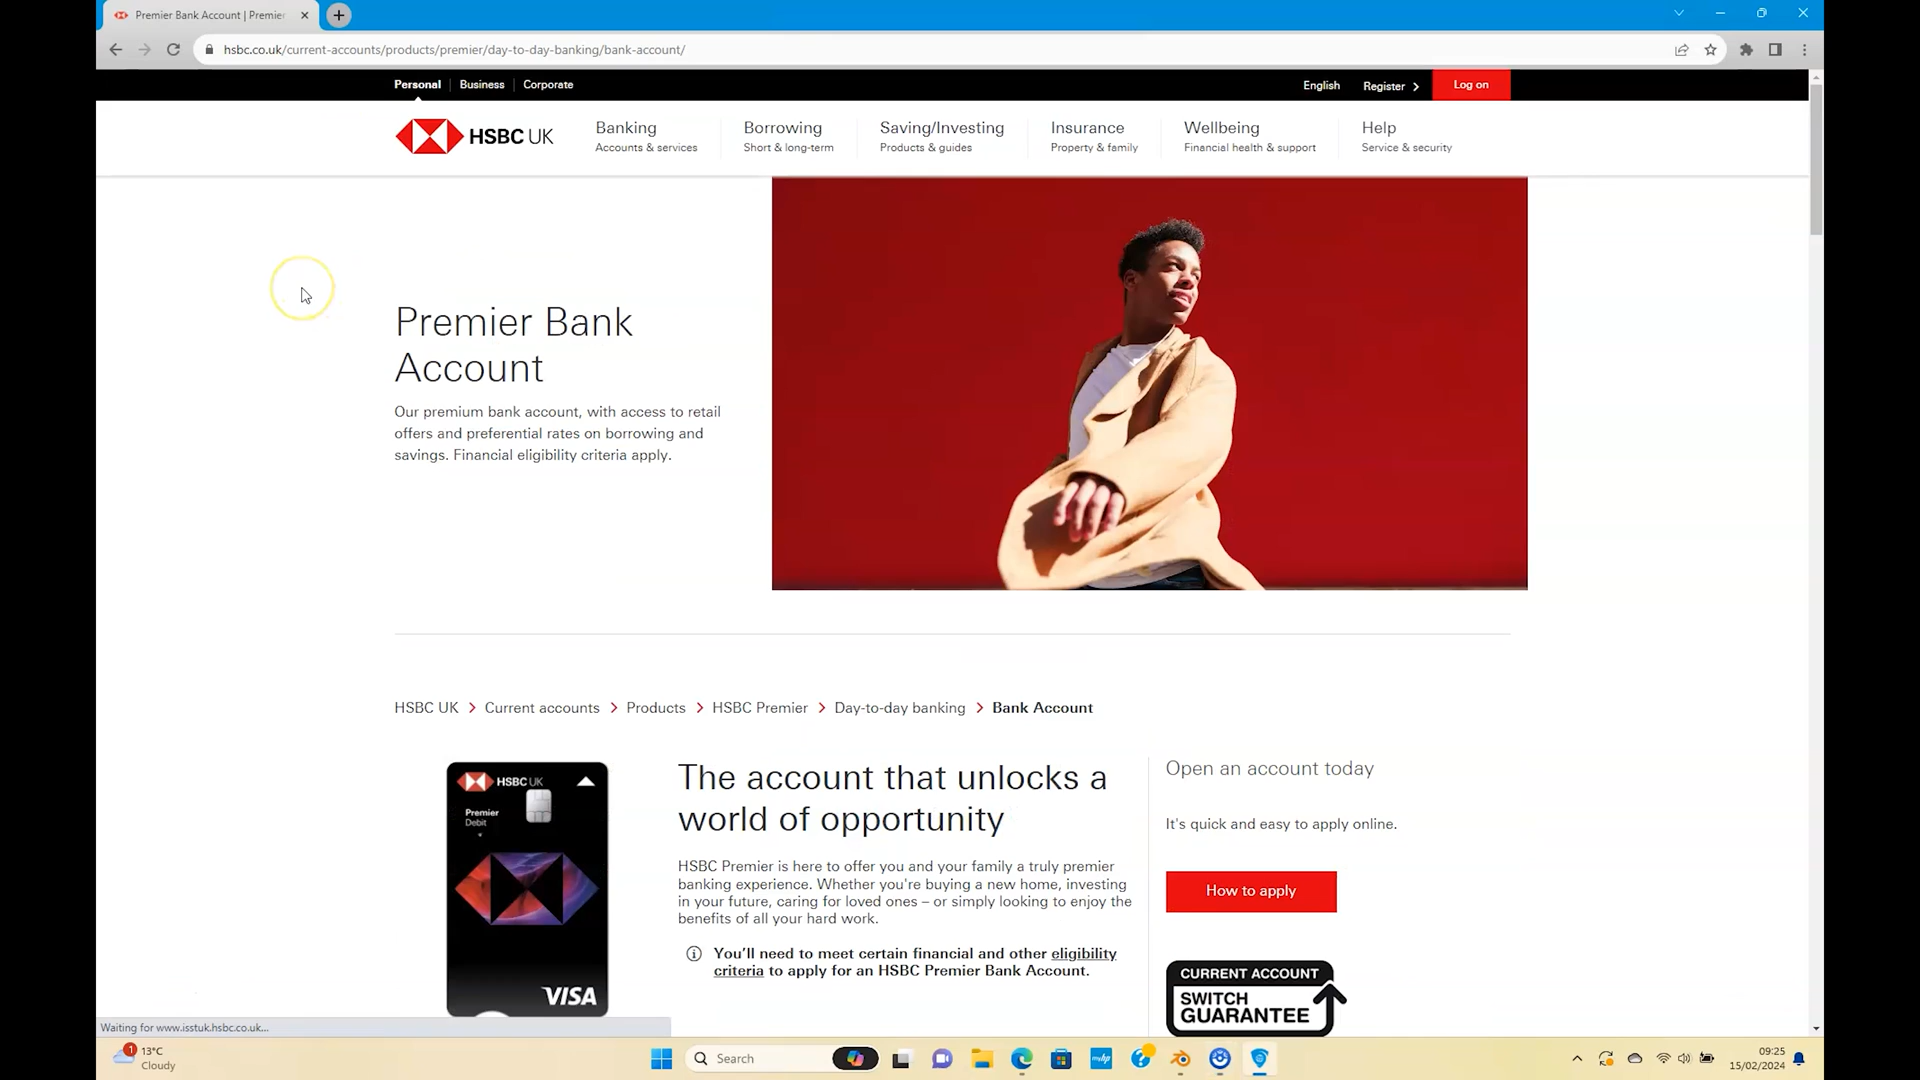 Premier Bank Account | Premier
hsbc.co.uk/current-accounts/products/premier/day-to-day-banking/bank-account/
Personal Business Corporate
English Register Log on
HSBC UK
Banking
Accounts & services
Borrowing
Short & long-term
Saving/Investing
Products & guides
Insurance
Property & family
Wellbeing
Financial health & support
Help
Service & security
Premier Bank
Account
Our premium bank account, with access to retail
offers and preferential rates on borrowing and
savings. Financial eligibility criteria apply.
HSBC UK Current accounts Products HSBC Premier Day-to-day banking Bank Account
HSBC UK
Premier
Debit
VISA
The account that unlocks a
world of opportunity
HSBC Premier is here to offer you and your family a truly premier
banking experience. Whether you're buying a new home, investing
in your future, caring for loved ones – or simply looking to enjoy the
benefits of all your hard work.
You'll need to meet certain financial and other eligibility
criteria to apply for an HSBC Premier Bank Account.
Open an account today
It's quick and easy to apply online.
How to apply
CURRENT ACCOUNT
SWITCH
GUARANTEE
Waiting for www.isstuk.hsbc.co.uk...
1
13°C
Cloudy
Search
myhp
09:25
15/02/2024